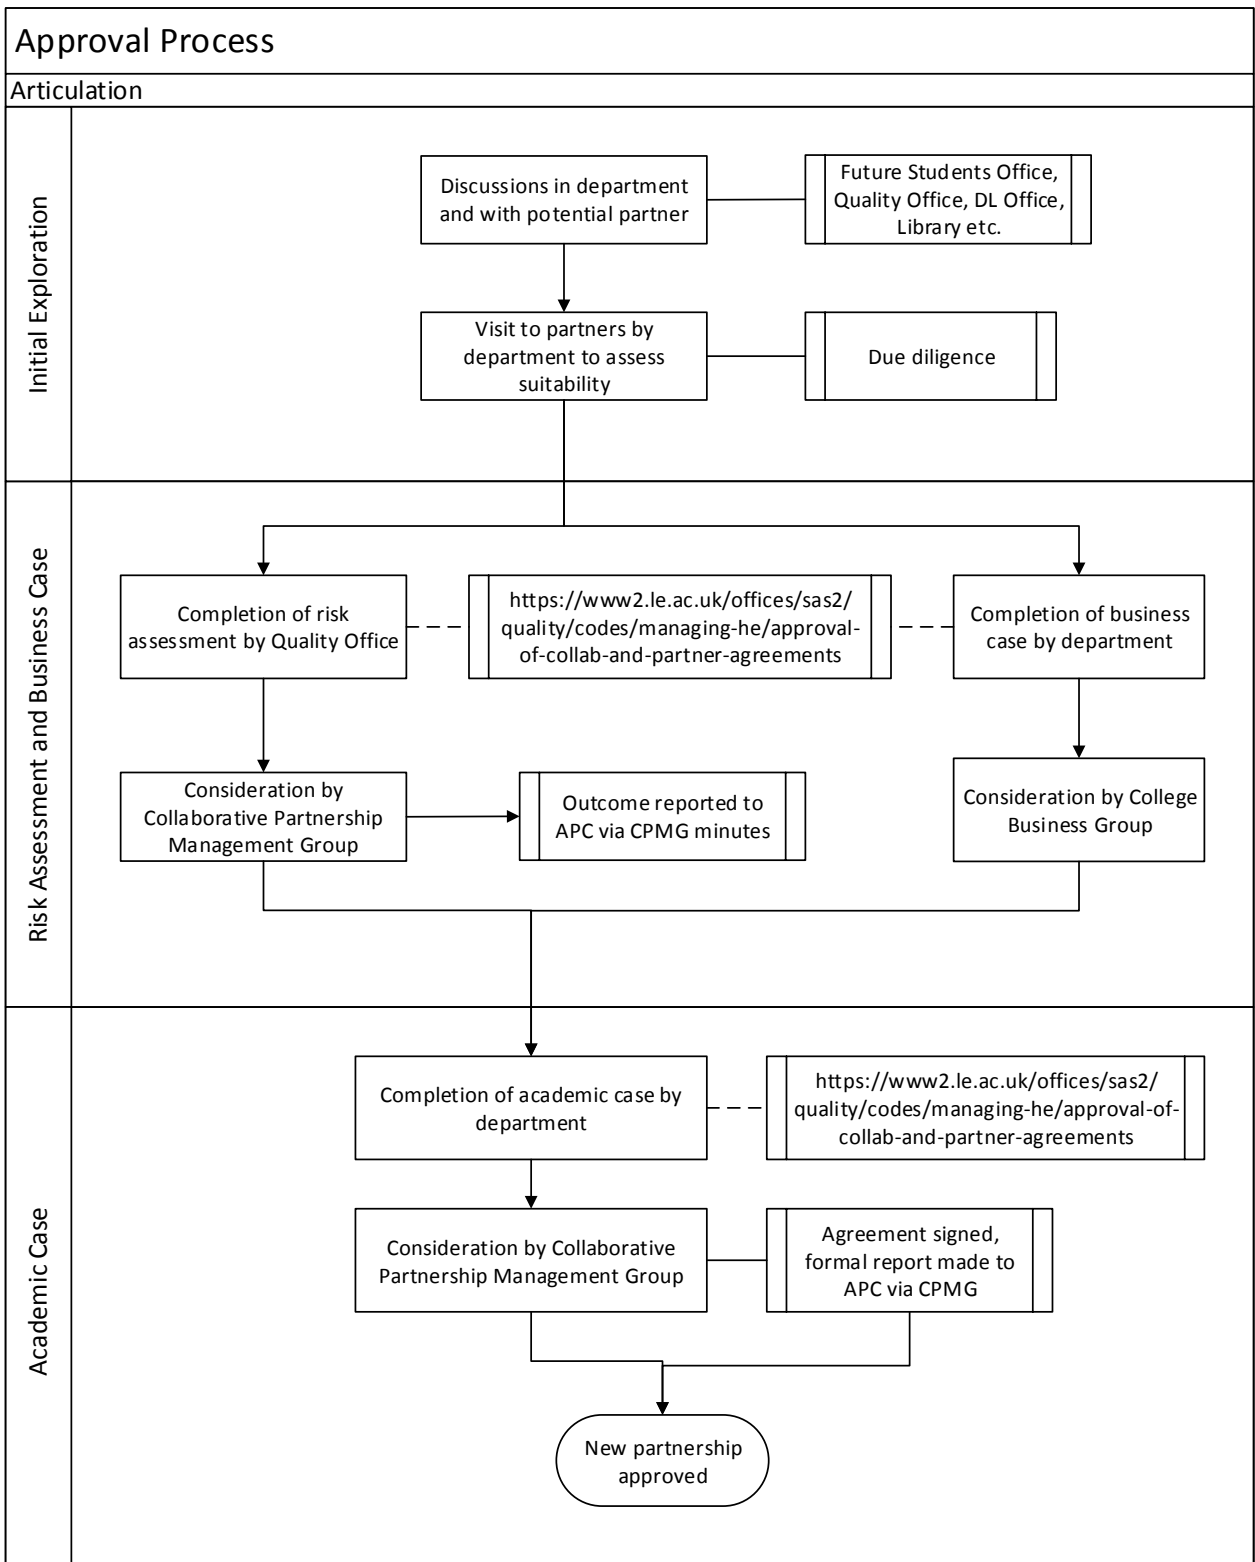 Approval Process
Articulation
Initial Exploration
Discussions in department
and with potential partner
Future Students Office,
Quality Office, DL Office,
Library etc.
Visit to partners by
department to assess
suitability
Due diligence
Risk Assessment and Business Case
Completion of risk
assessment by Quality Office
https://www2.le.ac.uk/offices/sas2/
quality/codes/managing-he/approval-
of-collab-and-partner-agreements
Completion of business
case by department
Consideration by
Collaborative Partnership
Management Group
Outcome reported to
APC via CPMG minutes
Consideration by College
Business Group
Academic Case
Completion of academic case by
department
https://www2.le.ac.uk/offices/sas2/
quality/codes/managing-he/approval-of-
collab-and-partner-agreements
Consideration by Collaborative
Partnership Management Group
Agreement signed,
formal report made to
APC via CPMG
New partnership
approved